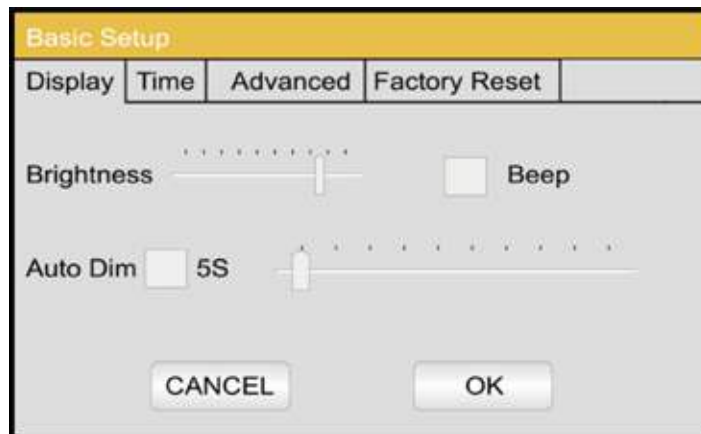 Basic Setup
Display Time Advanced Factory Reset
Brightness Beep
Auto Dim 5S
CANCEL OK